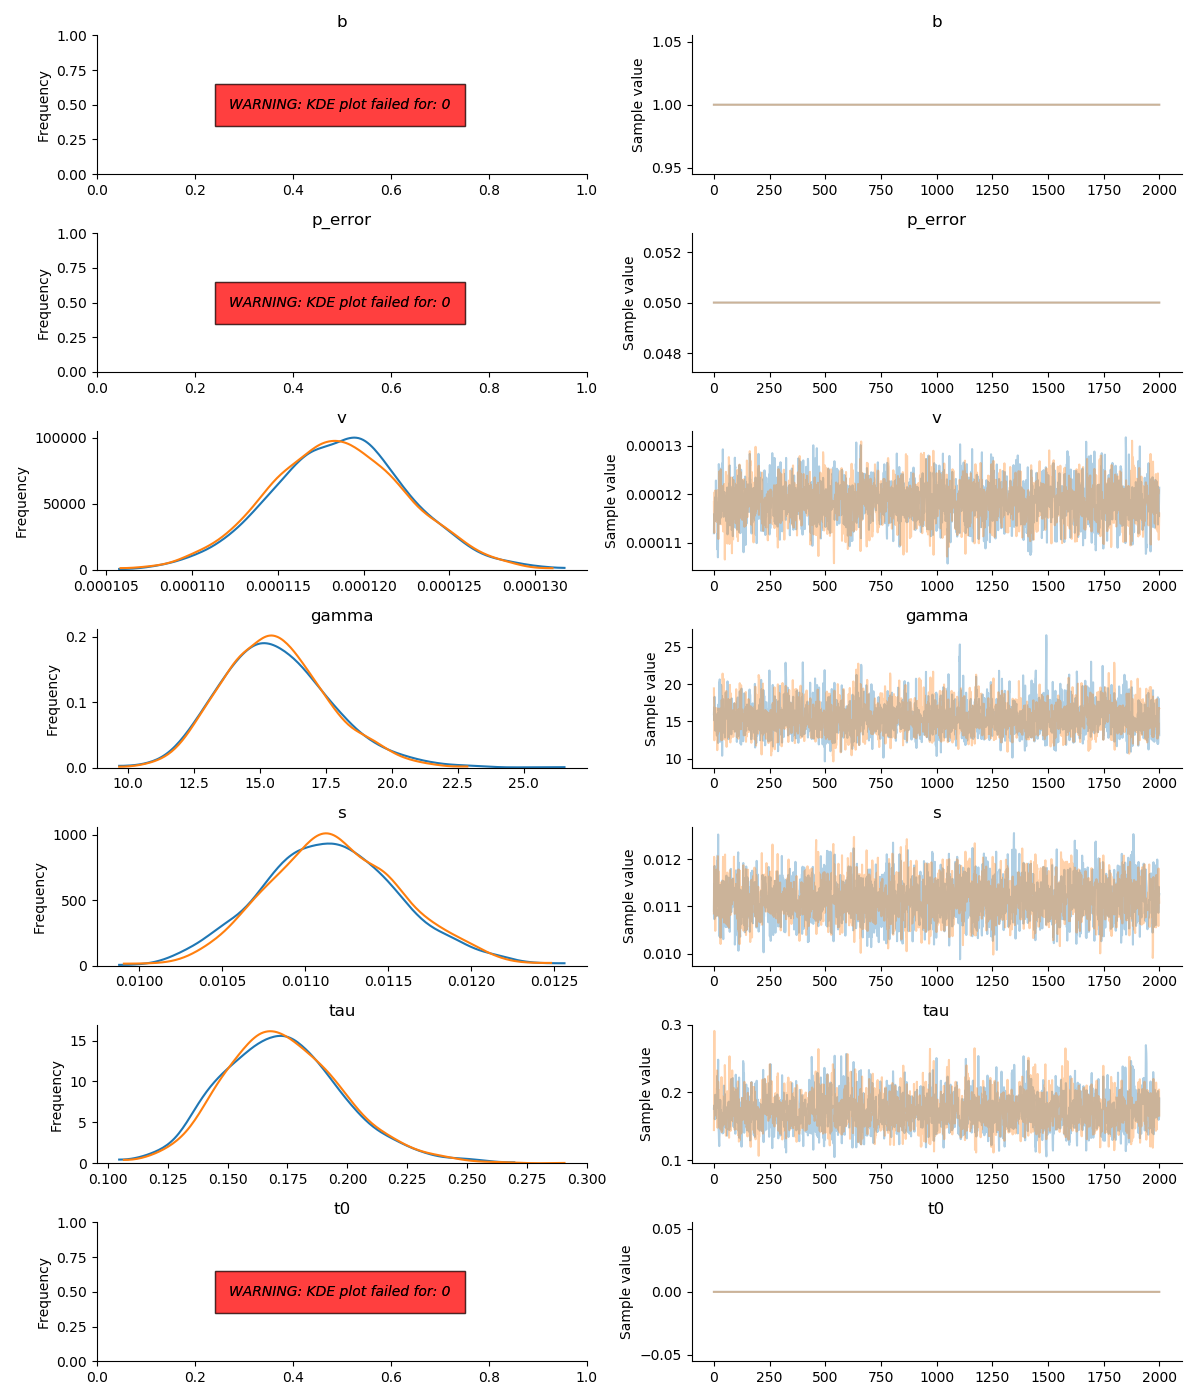 b
b
1.00
0.75
0.50
0.25
0.00
Frequency
WARNING: KDE plot failed for: 0
0.0 0.2 0.4 0.6 0.8 1.0
1.05
1.00
0.95
Sample value
0 250 500 750 1000 1250 1500 1750 2000
p_error
p_error
1.00
0.75
0.50
0.25
0.00
Frequency
WARNING: KDE plot failed for: 0
0.0 0.2 0.4 0.6 0.8 1.0
0.052
0.050
0.048
Sample value
0 250 500 750 1000 1250 1500 1750 2000
v
v
100000
50000
0
Frequency
0.000105 0.000110 0.000115 0.000120 0.000125 0.000130
0.00013
0.00012
0.00011
Sample value
0 250 500 750 1000 1250 1500 1750 2000
gamma
gamma
0.2
0.1
0.0
Frequency
10.0 12.5 15.0 17.5 20.0 22.5 25.0
25
20
15
10
Sample value
0 250 500 750 1000 1250 1500 1750 2000
s
s
1000
500
0
Frequency
0.0100 0.0105 0.0110 0.0115 0.0120 0.0125
0.012
0.011
0.010
Sample value
0 250 500 750 1000 1250 1500 1750 2000
tau
tau
15
10
5
0
Frequency
0.100 0.125 0.150 0.175 0.200 0.225 0.250 0.275 0.300
0.3
0.2
0.1
Sample value
0 250 500 750 1000 1250 1500 1750 2000
t0
t0
1.00
0.75
0.50
0.25
0.00
Frequency
WARNING: KDE plot failed for: 0
0.0 0.2 0.4 0.6 0.8 1.0
0.05
0.00
−0.05
Sample value
0 250 500 750 1000 1250 1500 1750 2000